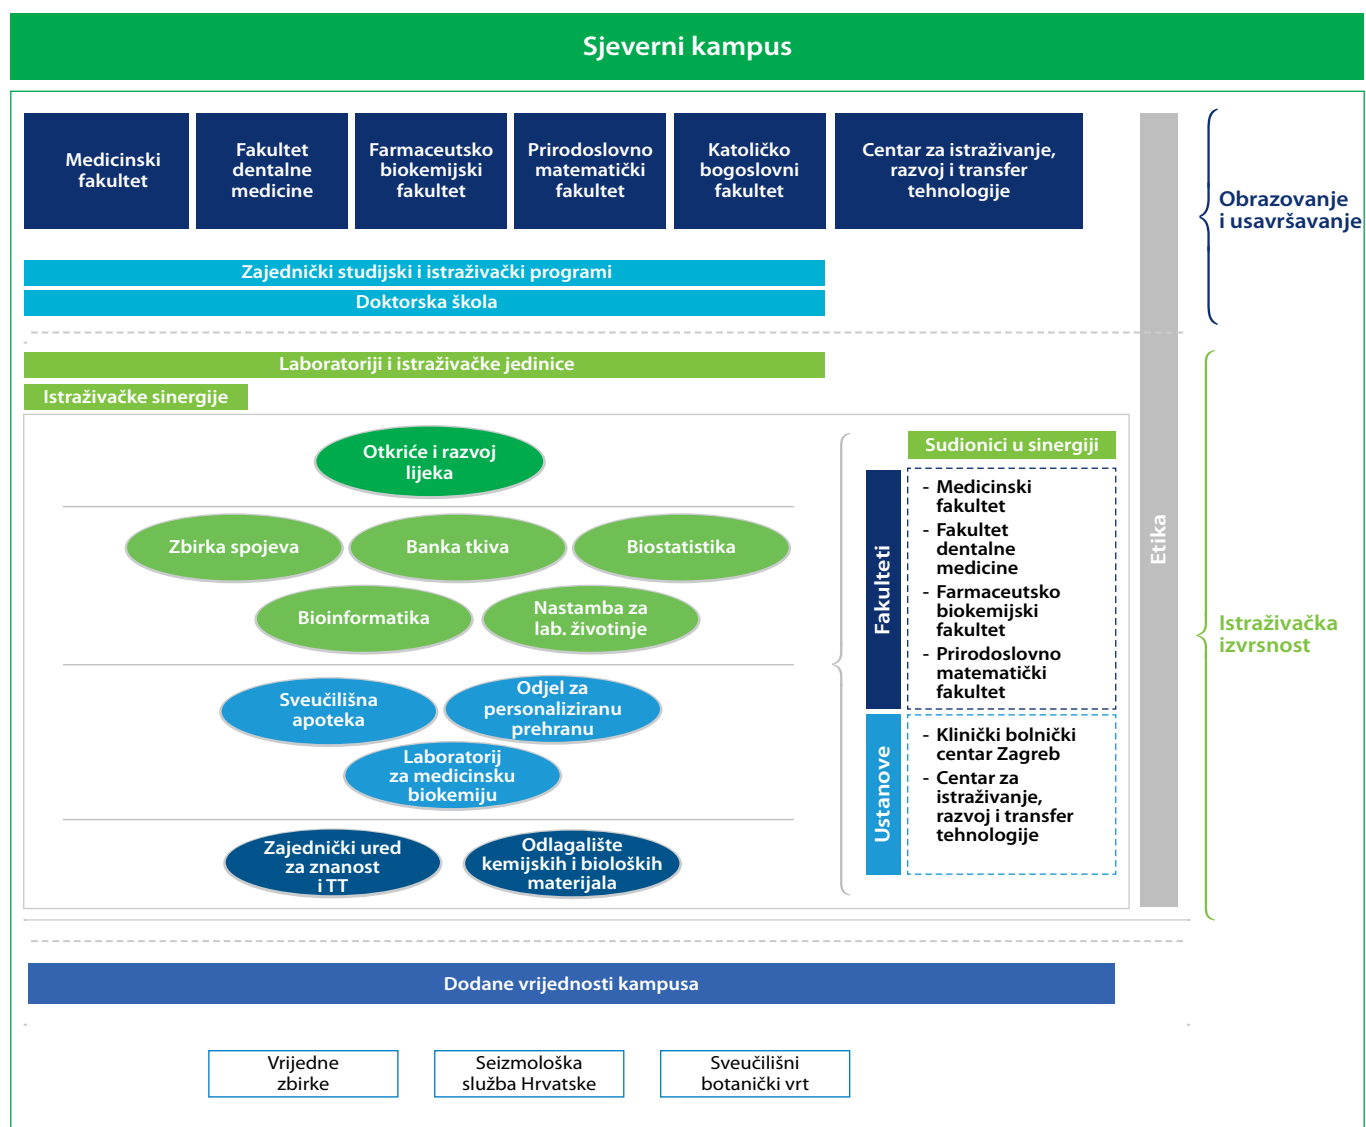 Sjeverni kampus
Medicinski
fakultet
Fakultet
dentalne
medicine
Farmaceutsko
biokemijski
fakultet
Prirodoslovno
matematički
fakultet
Katoličko
bogoslovni
fakultet
Centar za istraživanje,
razvoj i transfer
tehnologije
Obrazovanje
i usavršavanje
Zajednički studijski i istraživački programi
Doktorska škola
Laboratoriji i istraživačke jedinice
Istraživačke sinergije
Otkriće i razvoj
lijeka
Zbirka spojeva
Banka tkiva
Biostatistika
Bioinformatika
Nastamba za
lab. životinje
Sveučilišna
apoteka
Odjel za
personaliziranu
prehranu
Laboratorij
za medicinsku
biokemiju
Zajednički ured
za znanost
i TT
Odlagalište
kemijskih i bioloških
materijala
Sudionici u sinergiji
Fakulteti
- Medicinski
fakultet
- Fakultet
dentalne
medicine
- Farmaceutsko
biokemijski
fakultet
- Prirodoslovno
matematički
fakultet
Ustanove
- Klinički bolnički
centar Zagreb
- Centar za
istraživanje,
razvoj i transfer
tehnologije
Etika
Istraživačka
izvrsnost
Dodane vrijednosti kampusa
Vrijedne
zbirke
Seizmološka
služba Hrvatske
Sveučilišni
botanički vrt